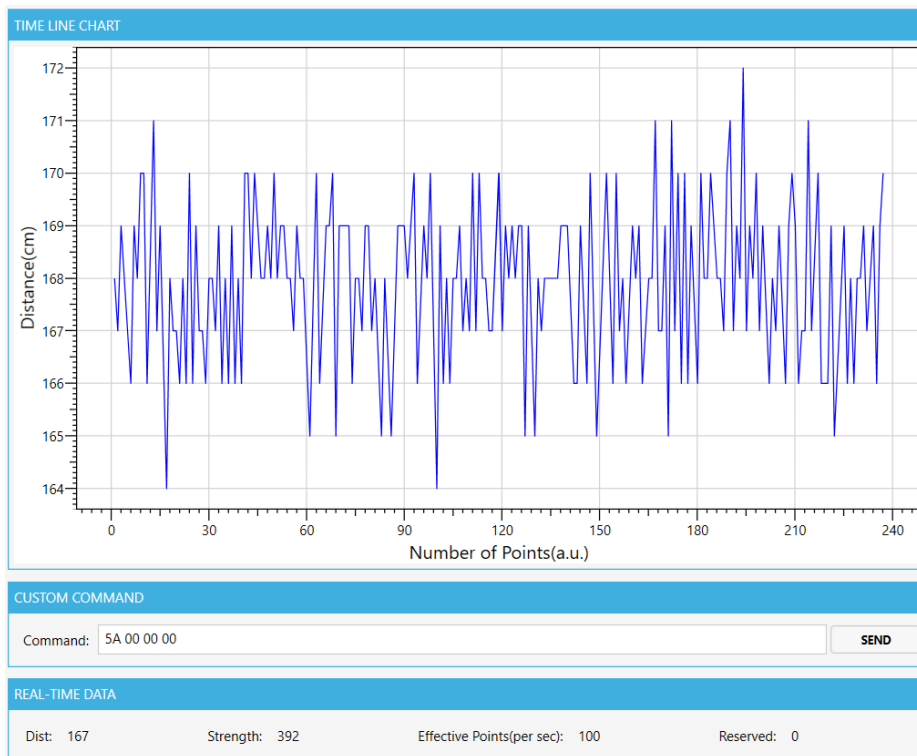 TIME LINE CHART
172
171
170
169
168
167
166
165
164
Distance(cm)
0 30 60 90 120 150 180 210 240
Number of Points(a.u.)
CUSTOM COMMAND
Command: 5A 00 00 00 SEND
REAL-TIME DATA
Dist: 167 Strength: 392 Effective Points(per sec): 100 Reserved: 0